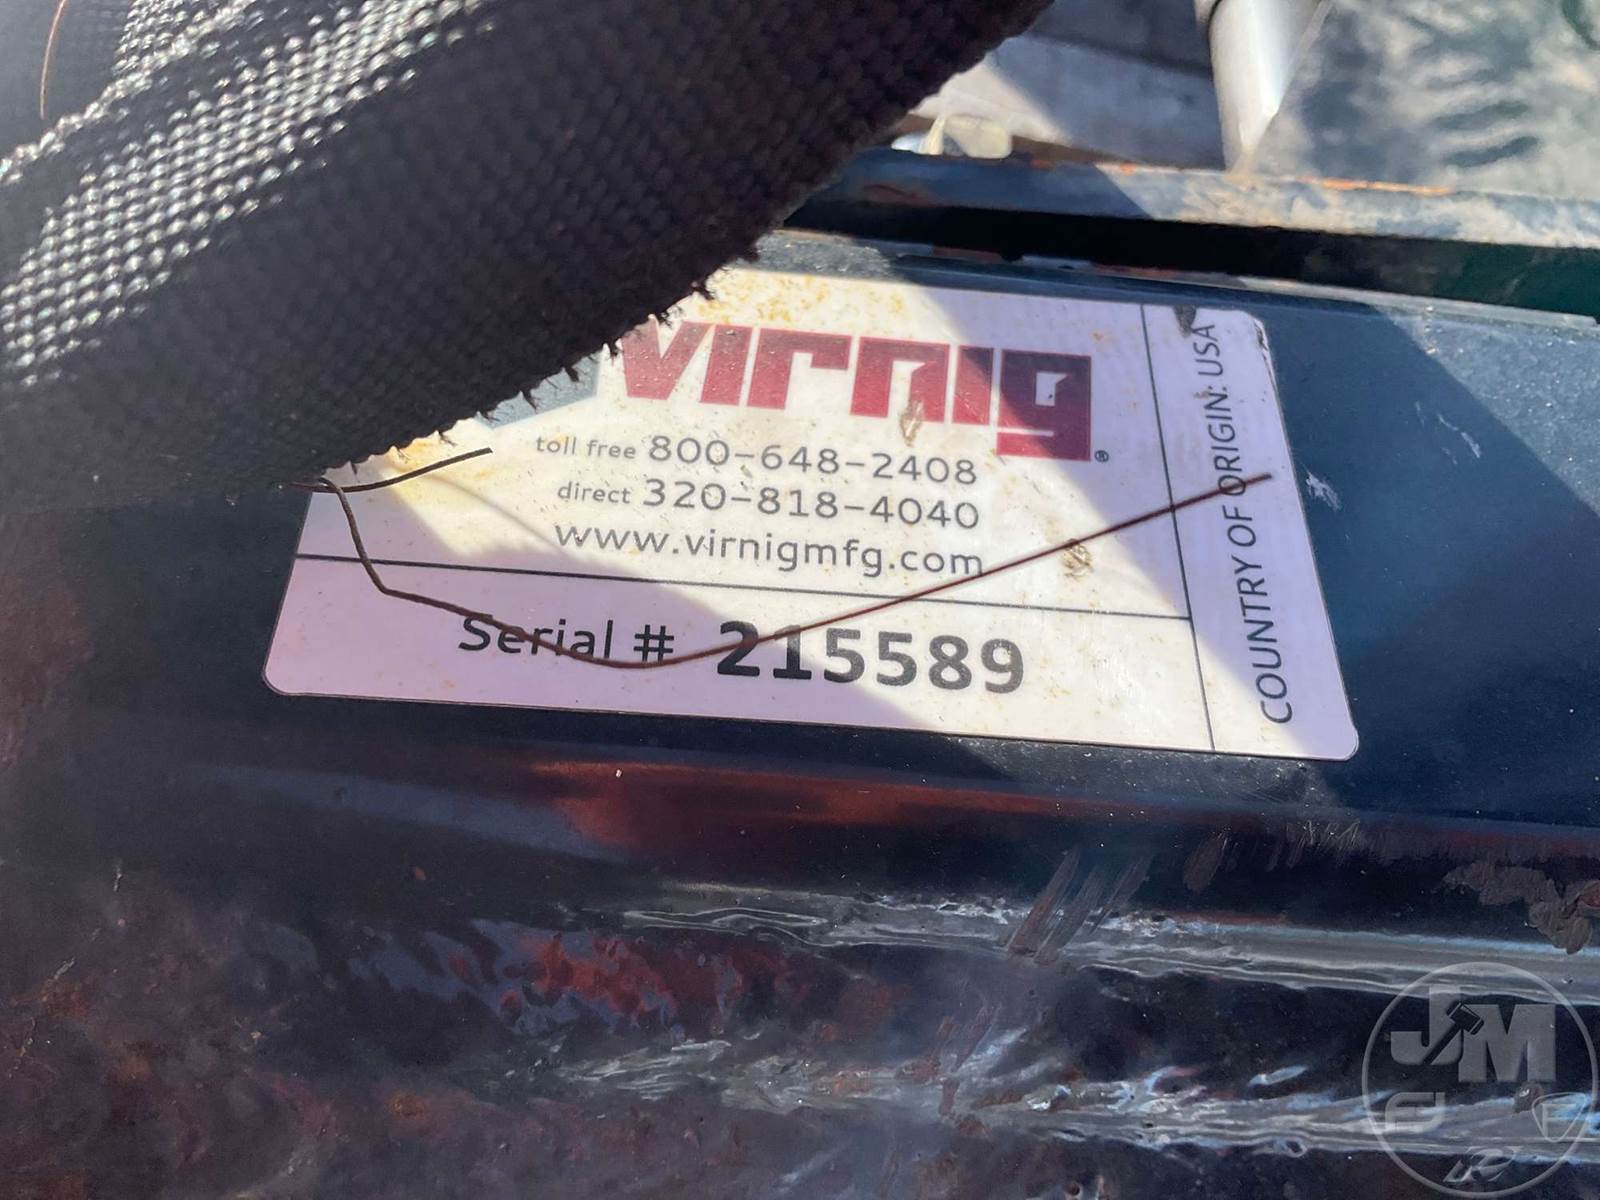 virnig®
toll free 800-648-2408
direct 320-818-4040
www.virnigmfg.com
Serial # 215589
COUNTRY OF ORIGIN: USA
JM